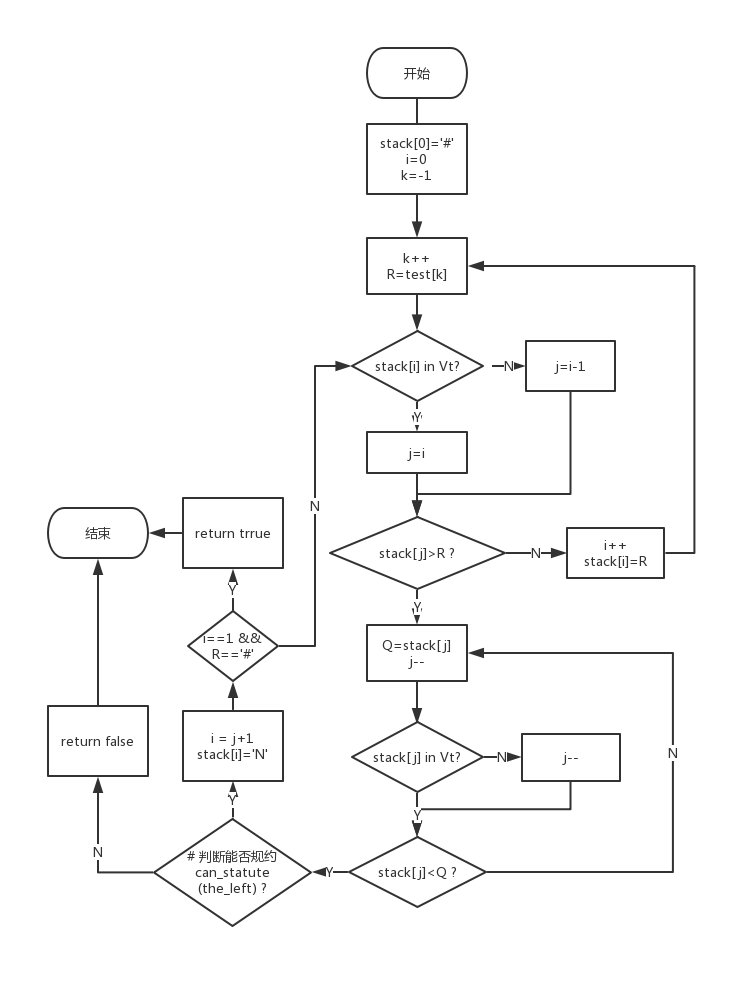 开始
stack[0]='#'
i=0
k=-1
k++
R=test[k]
stack[i] in Vt?
N
j=i-1
Y
j=i
N
stack[j]>R ?
N
i++
stack[i]=R
结束
return trrue
Y
i==1 &&
R=='#'
Y
Q=stack[j]
j--
return false
i = j+1
stack[i]='N'
stack[j] in Vt?
N
j--
N
Y
Y
N
# 判断能否规约
can_statute
(the_left) ?
Y
stack[j]<Q ?